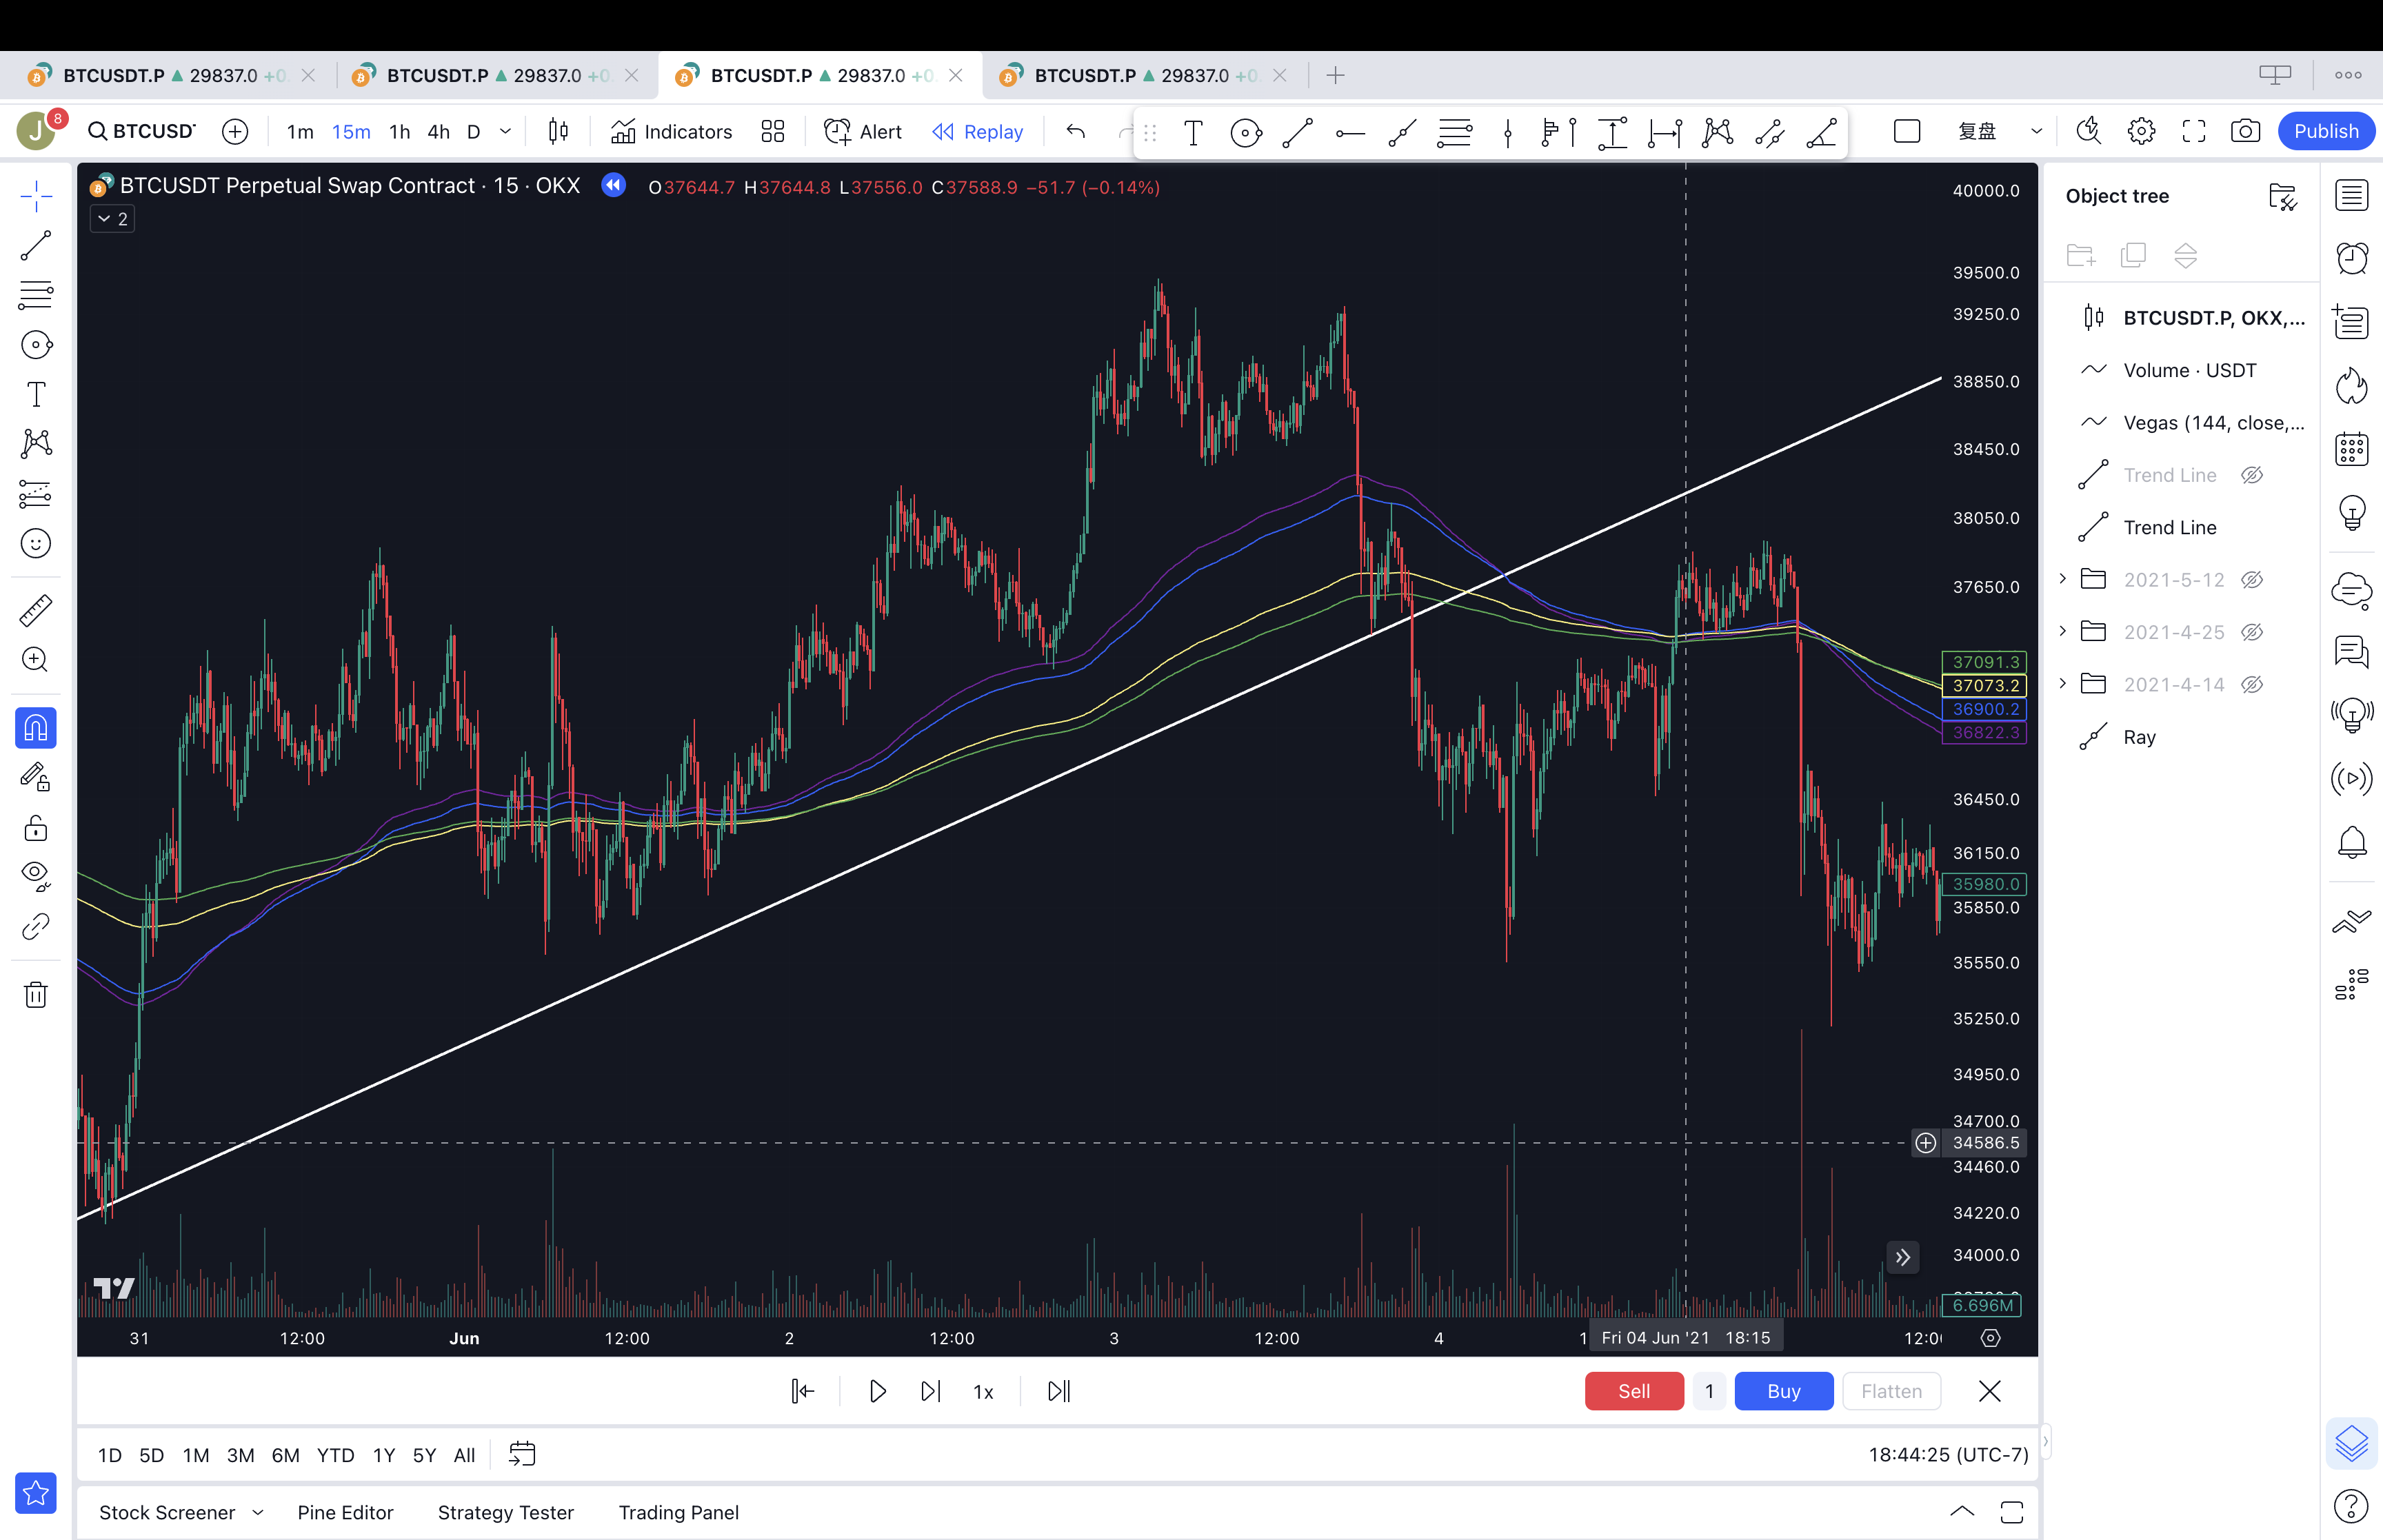 BTCUSDT.P ▲ 29837.0 +0. BTCUSDT.P ▲ 29837.0 +0. BTCUSDT.P ▲ 29837.0 +0. BTCUSDT.P ▲ 29837.0 +0.
J 8 BTCUSDT 1m 15m 1h 4h D Indicators Alert Replay 复盘 Publish
BTCUSDT Perpetual Swap Contract · 15 · OKX O37644.7 H37644.8 L37556.0 C37588.9 −51.7 (−0.14%)
2
40000.0
39500.0
39250.0
38850.0
38450.0
38050.0
37650.0
37091.3
37073.2
36900.2
36822.3
36450.0
36150.0
35980.0
35850.0
35550.0
35250.0
34950.0
34700.0
34586.5
34460.0
34220.0
34000.0
6.696M
31 12:00 Jun 12:00 2 12:00 3 12:00 4 1 Fri 04 Jun '21 18:15 12:0
Object tree
BTCUSDT.P, OKX,...
Volume · USDT
Vegas (144, close,...
Trend Line
Trend Line
2021-5-12
2021-4-25
2021-4-14
Ray
1x Sell 1 Buy Flatten
1D 5D 1M 3M 6M YTD 1Y 5Y All 18:44:25 (UTC-7)
Stock Screener Pine Editor Strategy Tester Trading Panel